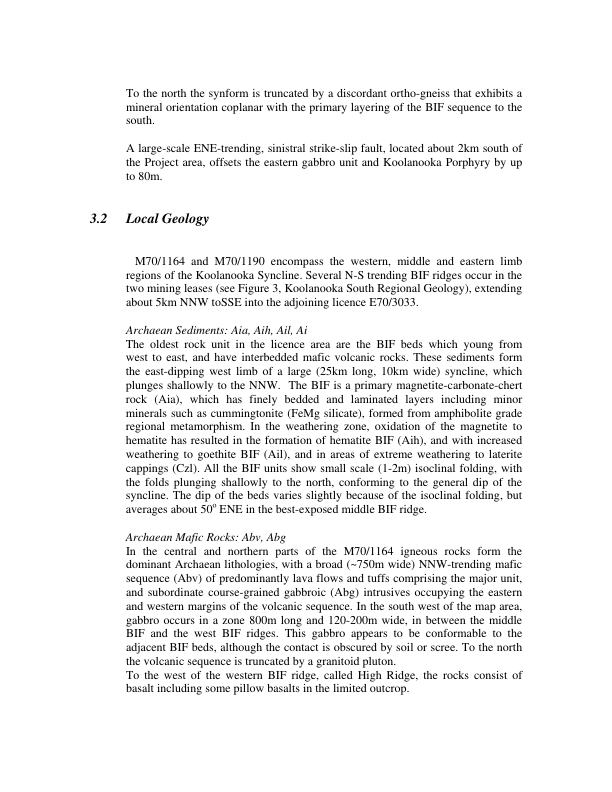 To the north the synform is truncated by a discordant ortho-gneiss that exhibits a
mineral orientation coplanar with the primary layering of the BIF sequence to the
south.
A large-scale ENE-trending, sinistral strike-slip fault, located about 2km south of
the Project area, offsets the eastern gabbro unit and Koolanooka Porphyry by up
to 80m.
3.2 Local Geology
M70/1164 and M70/1190 encompass the western, middle and eastern limb
regions of the Koolanooka Syncline. Several N-S trending BIF ridges occur in the
two mining leases (see Figure 3, Koolanooka South Regional Geology), extending
about 5km NNW toSSE into the adjoining licence E70/3033.
Archaean Sediments: Aia, Aih, Ail, Ai
The oldest rock unit in the licence area are the BIF beds which young from
west to east, and have interbedded mafic volcanic rocks. These sediments form
the east-dipping west limb of a large (25km long, 10km wide) syncline, which
plunges shallowly to the NNW. The BIF is a primary magnetite-carbonate-chert
rock (Aia), which has finely bedded and laminated layers including minor
minerals such as cummingtonite (FeMg silicate), formed from amphibolite grade
regional metamorphism. In the weathering zone, oxidation of the magnetite to
hematite has resulted in the formation of hematite BIF (Aih), and with increased
weathering to goethite BIF (Ail), and in areas of extreme weathering to laterite
cappings (Czl). All the BIF units show small scale (1-2m) isoclinal folding, with
the folds plunging shallowly to the north, conforming to the general dip of the
syncline. The dip of the beds varies slightly because of the isoclinal folding, but
averages about 50º ENE in the best-exposed middle BIF ridge.
Archaean Mafic Rocks: Abv, Abg
In the central and northern parts of the M70/1164 igneous rocks form the
dominant Archaean lithologies, with a broad (~750m wide) NNW-trending mafic
sequence (Abv) of predominantly lava flows and tuffs comprising the major unit,
and subordinate course-grained gabbroic (Abg) intrusives occupying the eastern
and western margins of the volcanic sequence. In the south west of the map area,
gabbro occurs in a zone 800m long and 120-200m wide, in between the middle
BIF and the west BIF ridges. This gabbro appears to be conformable to the
adjacent BIF beds, although the contact is obscured by soil or scree. To the north
the volcanic sequence is truncated by a granitoid pluton.
To the west of the western BIF ridge, called High Ridge, the rocks consist of
basalt including some pillow basalts in the limited outcrop.